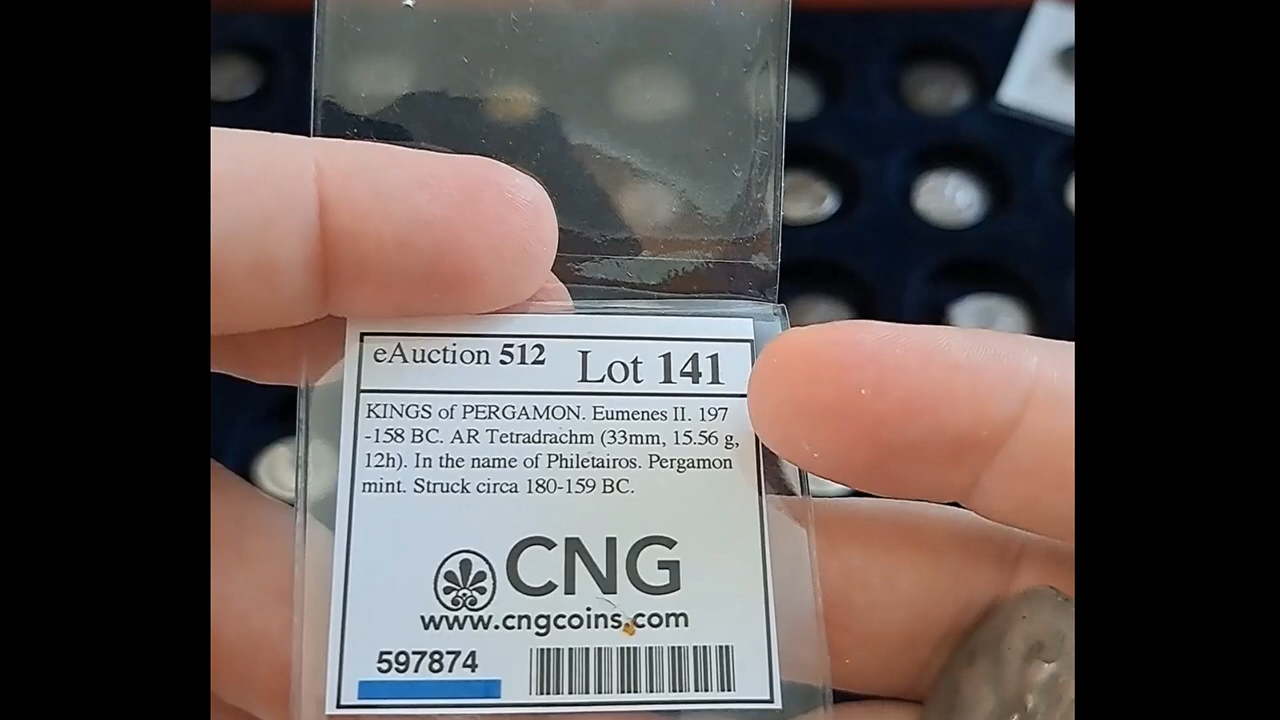 eAuction 512 Lot 141
KINGS of PERGAMON. Eumenes II. 197
-158 BC. AR Tetradrachm (33mm, 15.56 g,
12h). In the name of Philetairos. Pergamon
mint. Struck circa 180-159 BC.
CNG
www.cngcoins.com
597874